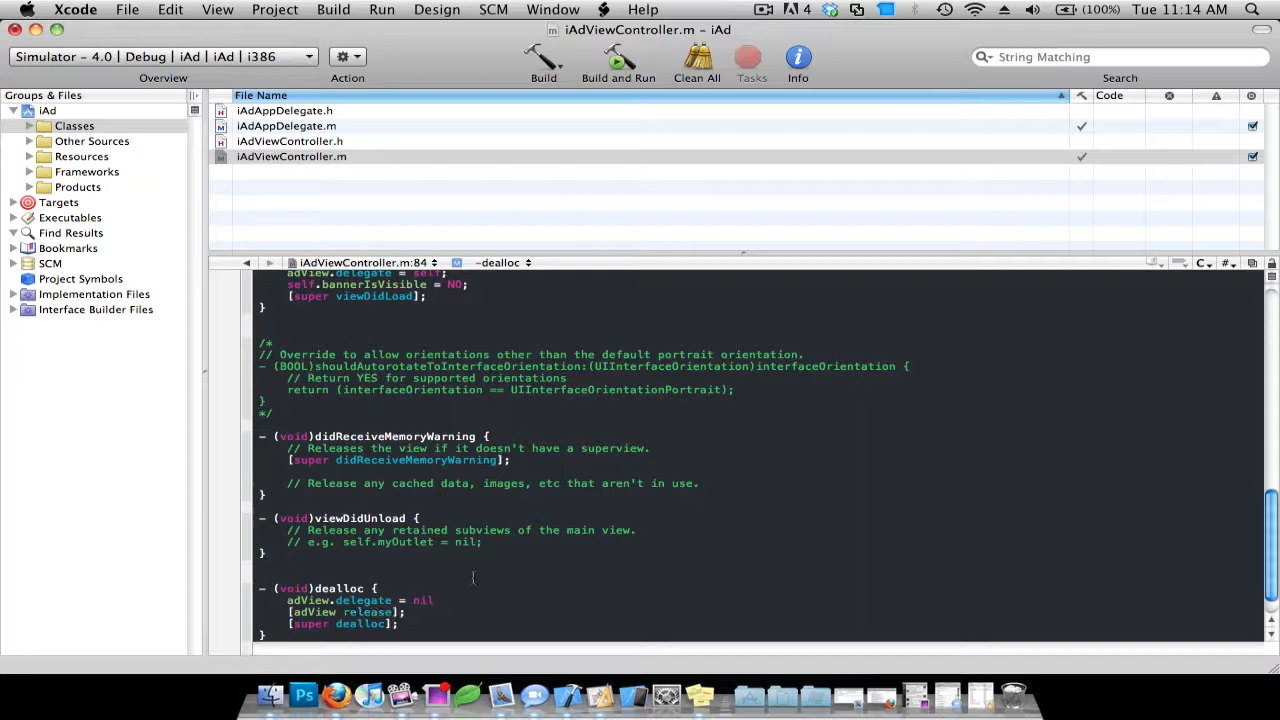 Xcode File Edit View Project Build Run Design SCM Window Help 4 (100%) Tue 11:14 AM
iAdViewController.m - iAd
Simulator - 4.0 | Debug | iAd | iAd | i386
String Matching
Overview Action Build Build and Run Clean All Tasks Info Search
Groups & Files
File Name Code
iAd
Classes
Other Sources
Resources
Frameworks
Products
Targets
Executables
Find Results
Bookmarks
SCM
Project Symbols
Implementation Files
Interface Builder Files
iAdAppDelegate.h
iAdAppDelegate.m
iAdViewController.h
iAdViewController.m
iAdViewController.m:84 -dealloc
adView.delegate = self;
self.bannerIsVisible = NO;
[super viewDidLoad];
}
/*
// Override to allow orientations other than the default portrait orientation.
- (BOOL)shouldAutorotateToInterfaceOrientation:(UIInterfaceOrientation)interfaceOrientation {
// Return YES for supported orientations
return (interfaceOrientation == UIInterfaceOrientationPortrait);
}
*/
- (void)didReceiveMemoryWarning {
// Releases the view if it doesn't have a superview.
[super didReceiveMemoryWarning];
// Release any cached data, images, etc that aren't in use.
}
- (void)viewDidUnload {
// Release any retained subviews of the main view.
// e.g. self.myOutlet = nil;
}
- (void)dealloc {
adView.delegate = nil
[adView release];
[super dealloc];
}
Ps